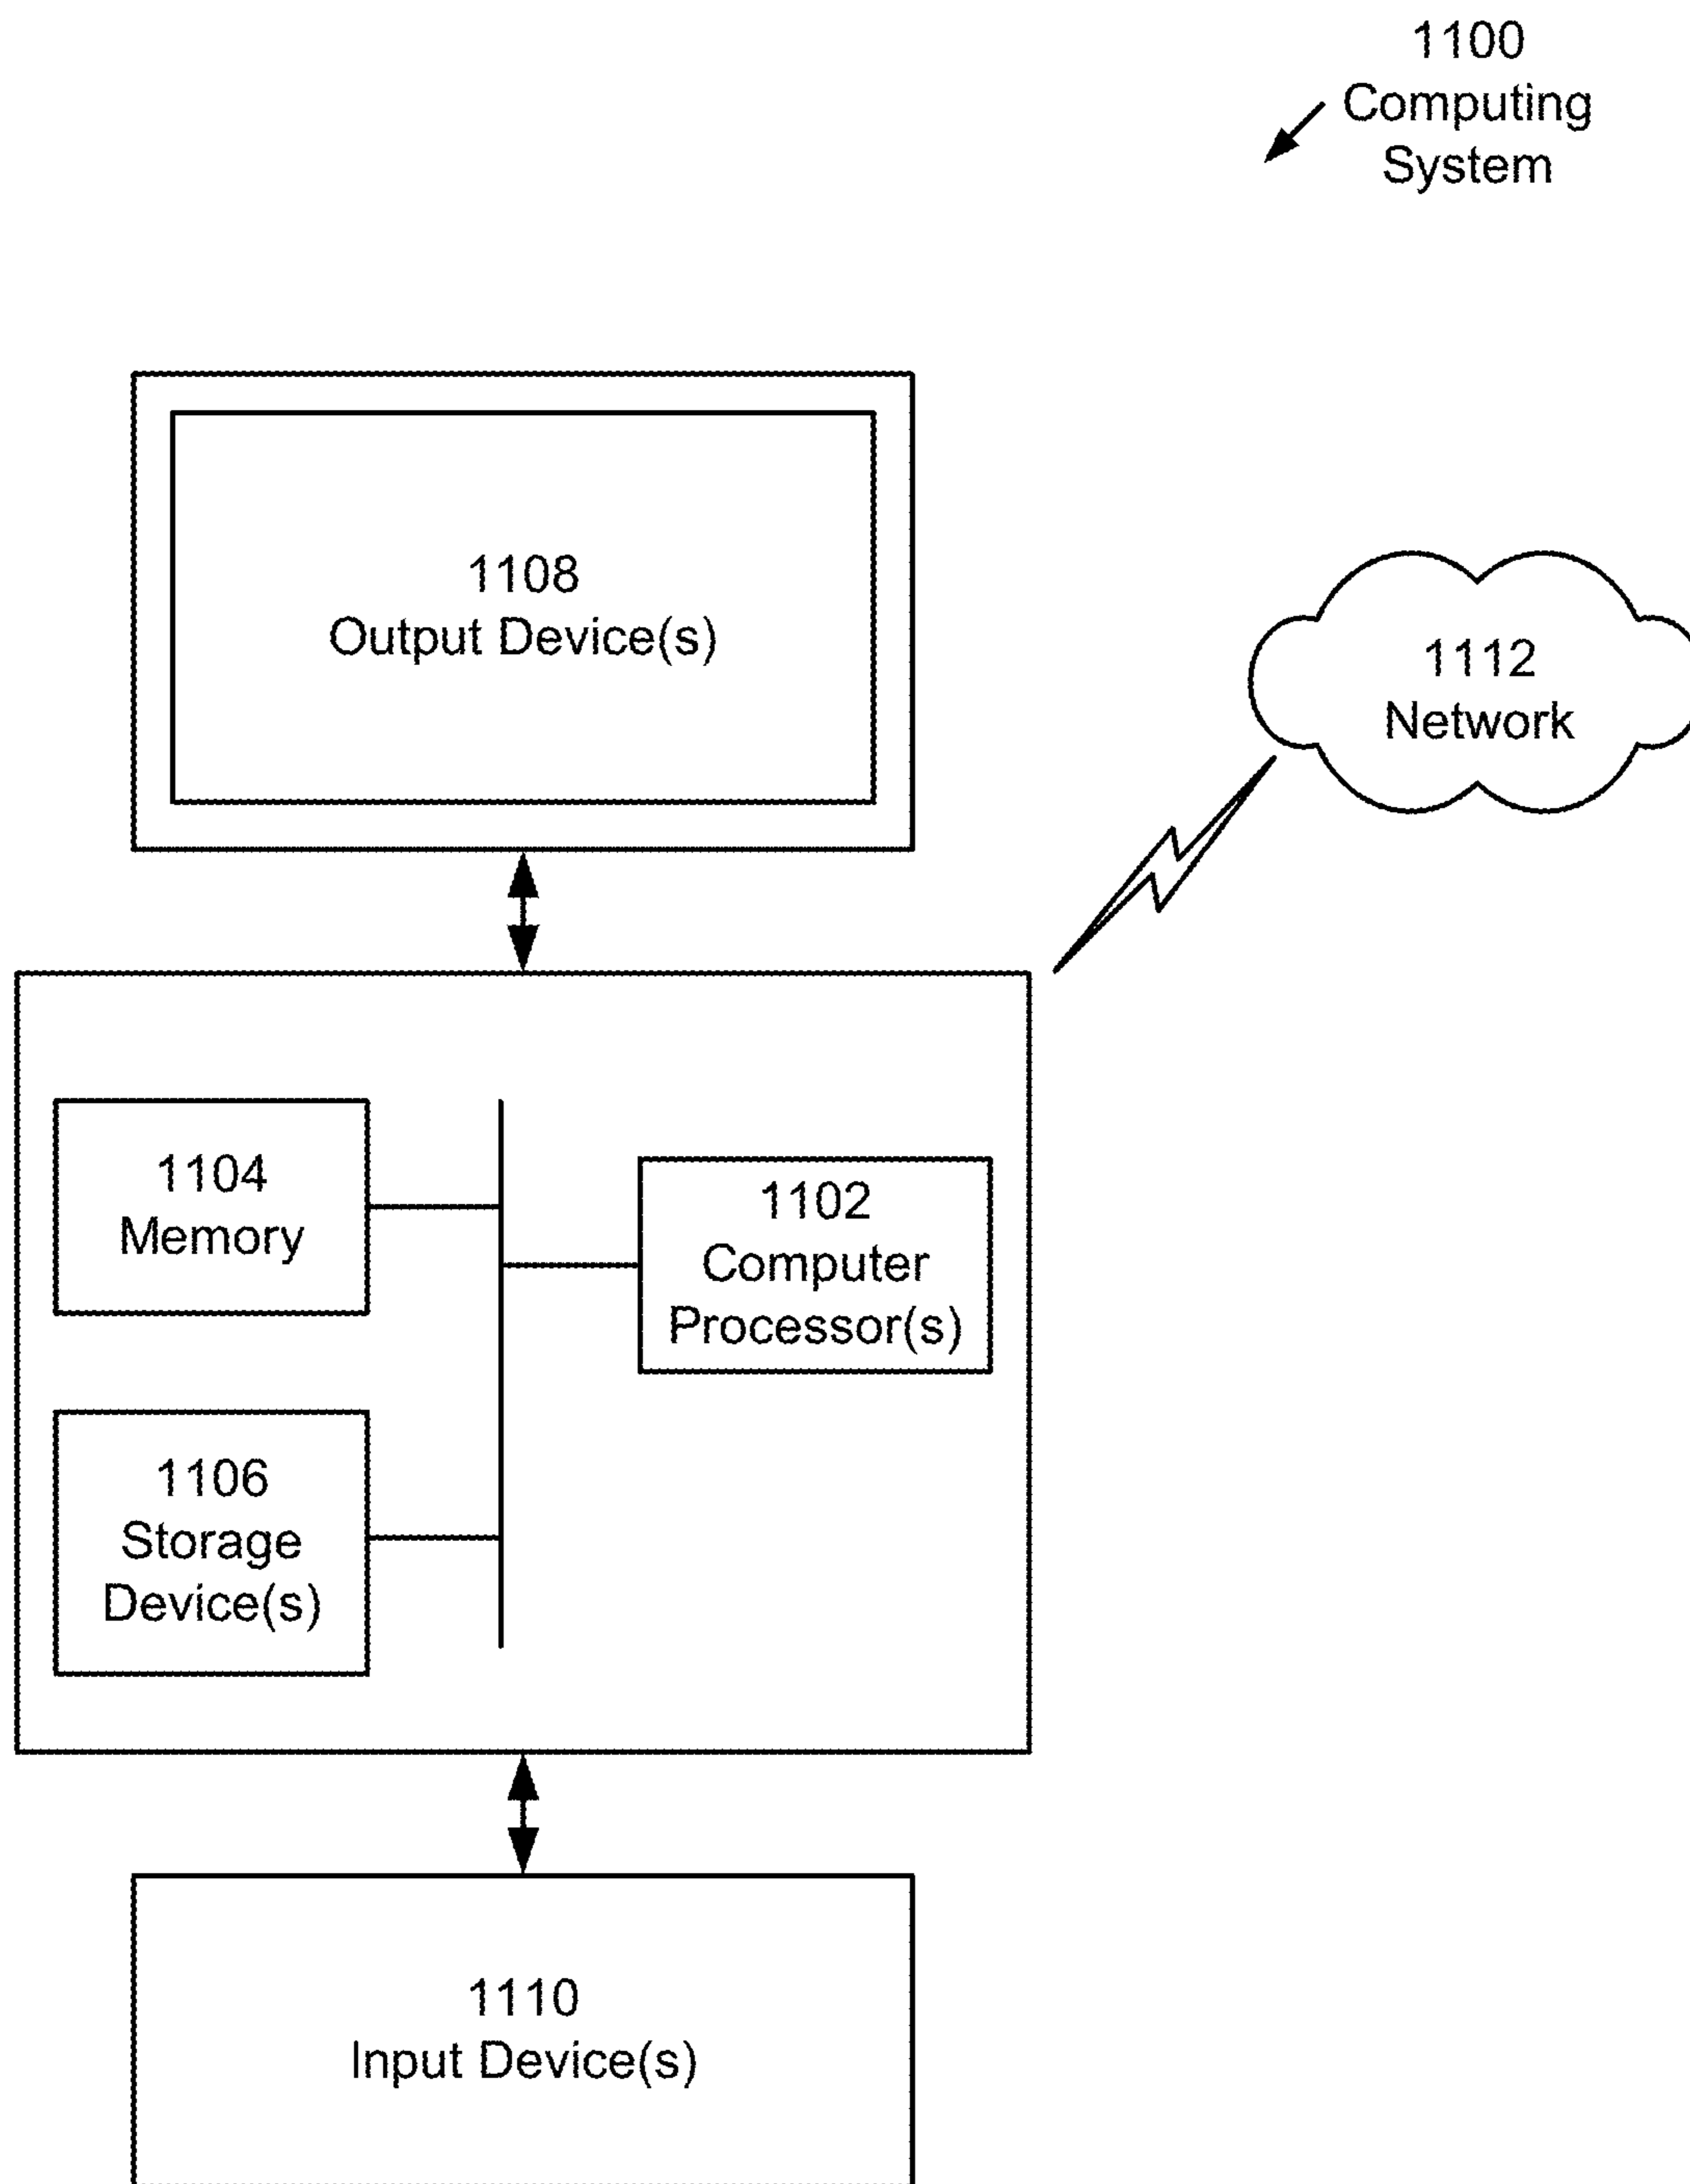 1100
Computing
System
1108
Output Device(s)
1112
Network
1104
Memory
1102
Computer
Processor(s)
1106
Storage
Device(s)
1110
Input Device(s)